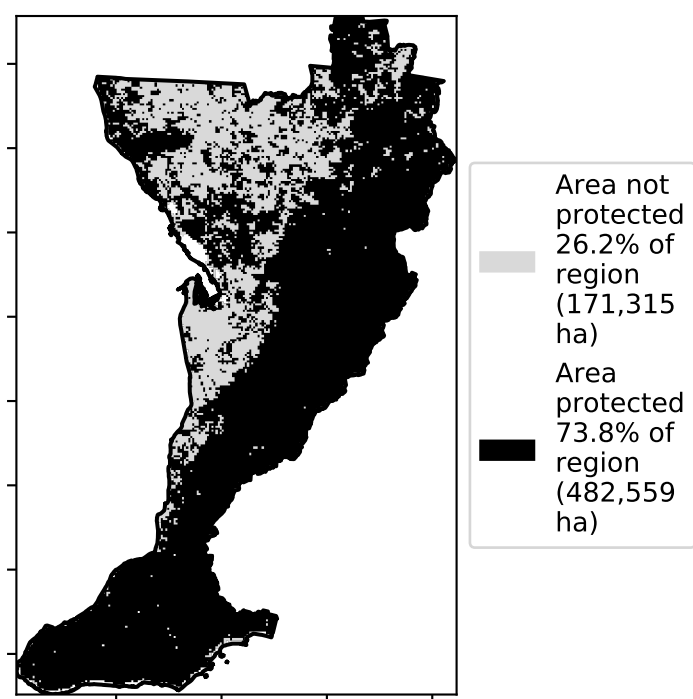 Area not
protected
26.2% of
region
(171,315
ha)
Area
protected
73.8% of
region
(482,559
ha)